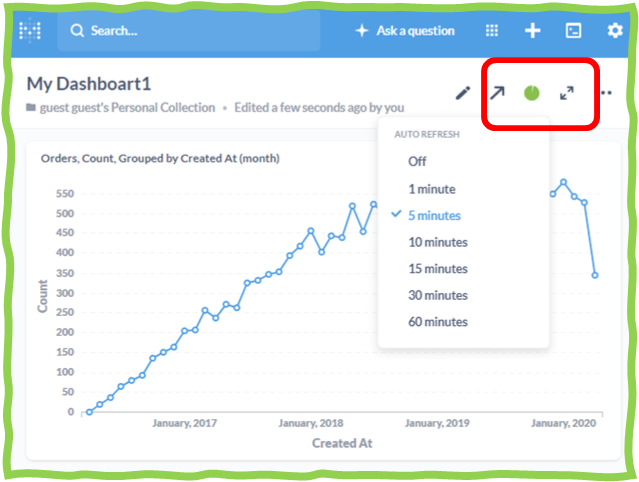 Search...
Ask a question
My Dashboart1
guest guest's Personal Collection • Edited a few seconds ago by you
AUTO REFRESH
Off
1 minute
5 minutes
10 minutes
15 minutes
30 minutes
60 minutes
Orders, Count, Grouped by Created At (month)
Count
550
500
450
400
350
300
250
200
150
100
50
0
January, 2017
January, 2018
January, 2019
January, 2020
Created At